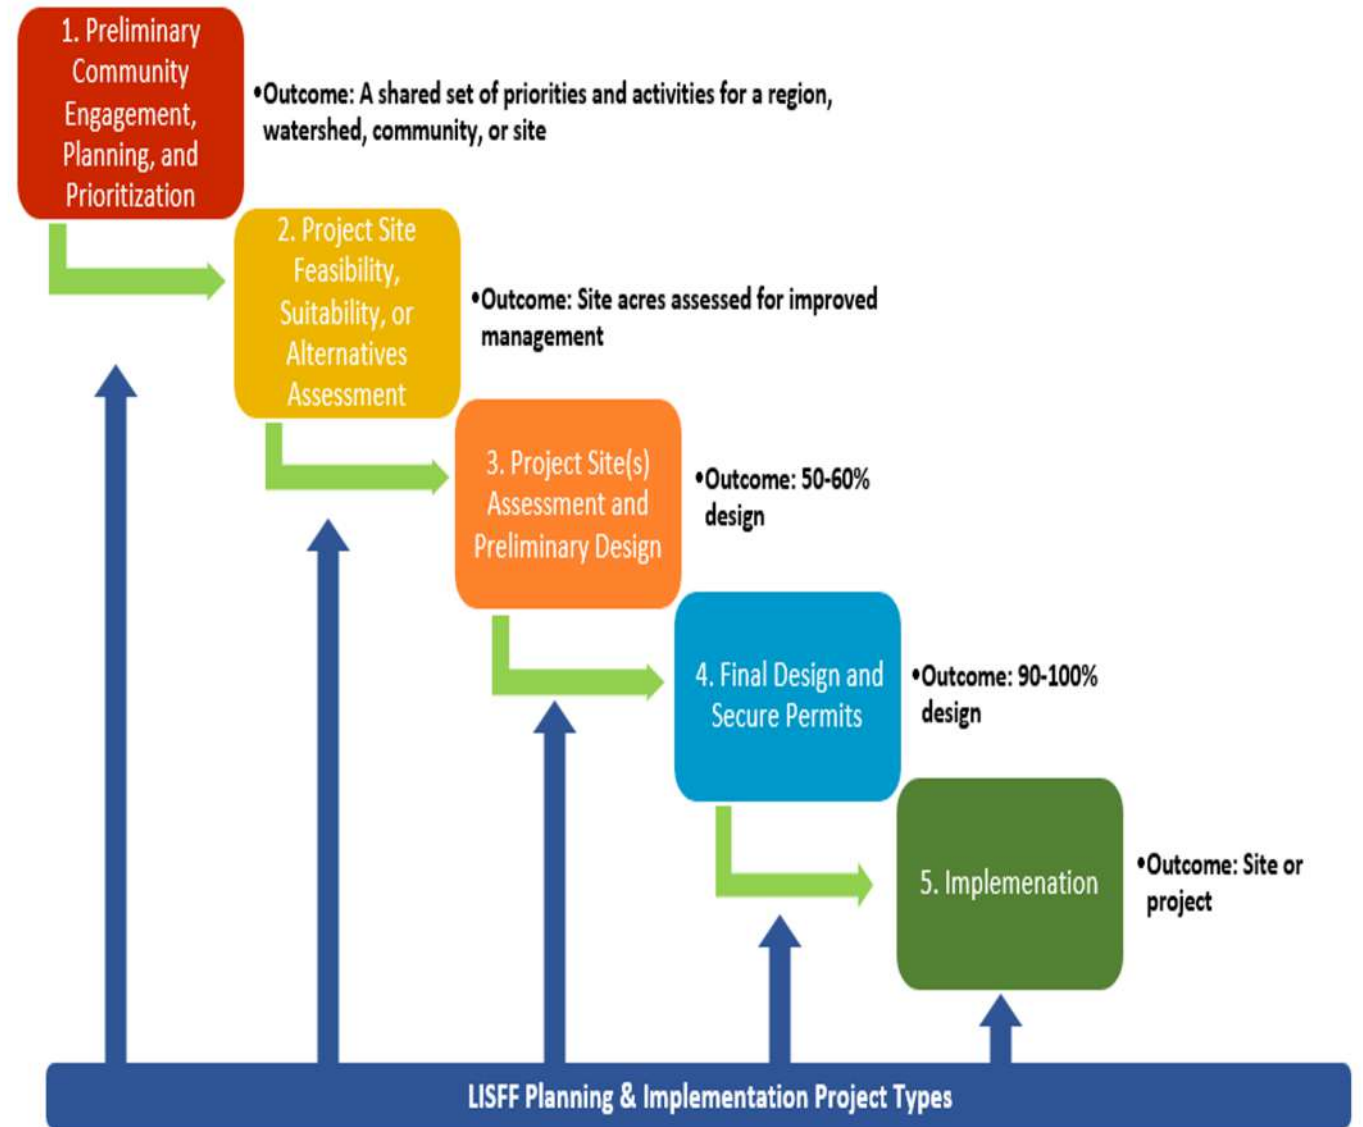 1. Preliminary
Community
Engagement,
Planning, and
Prioritization
•Outcome: A shared set of priorities and activities for a region,
watershed, community, or site
2. Project Site
Feasibility,
Suitability, or
Alternatives
Assessment
•Outcome: Site acres assessed for improved
management
3. Project Site(s)
Assessment and
Preliminary Design
•Outcome: 50-60%
design
4. Final Design and
Secure Permits
•Outcome: 90-100%
design
5. Implemenation
•Outcome: Site or
project
LISFF Planning & Implementation Project Types